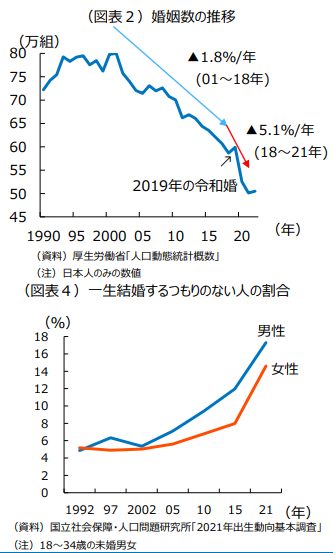 （図表２）婚姻数の推移
（万組）
80
75
70
65
60
55
50
45
▲1.8%/年
（01～18年）
▲5.1%/年
（18～21年）
2019年の令和婚
1990 95 2000 05 10 15 20 （年）
（資料）厚生労働省「人口動態統計概数」
（注）日本人のみの数値
（図表４）一生結婚するつもりのない人の割合
（%）
18
16
14
12
10
8
6
4
2
0
男性
女性
1992 97 2002 05 10 15 21 （年）
（資料）国立社会保障・人口問題研究所「2021年出生動向基本調査」
（注）18～34歳の未婚男女